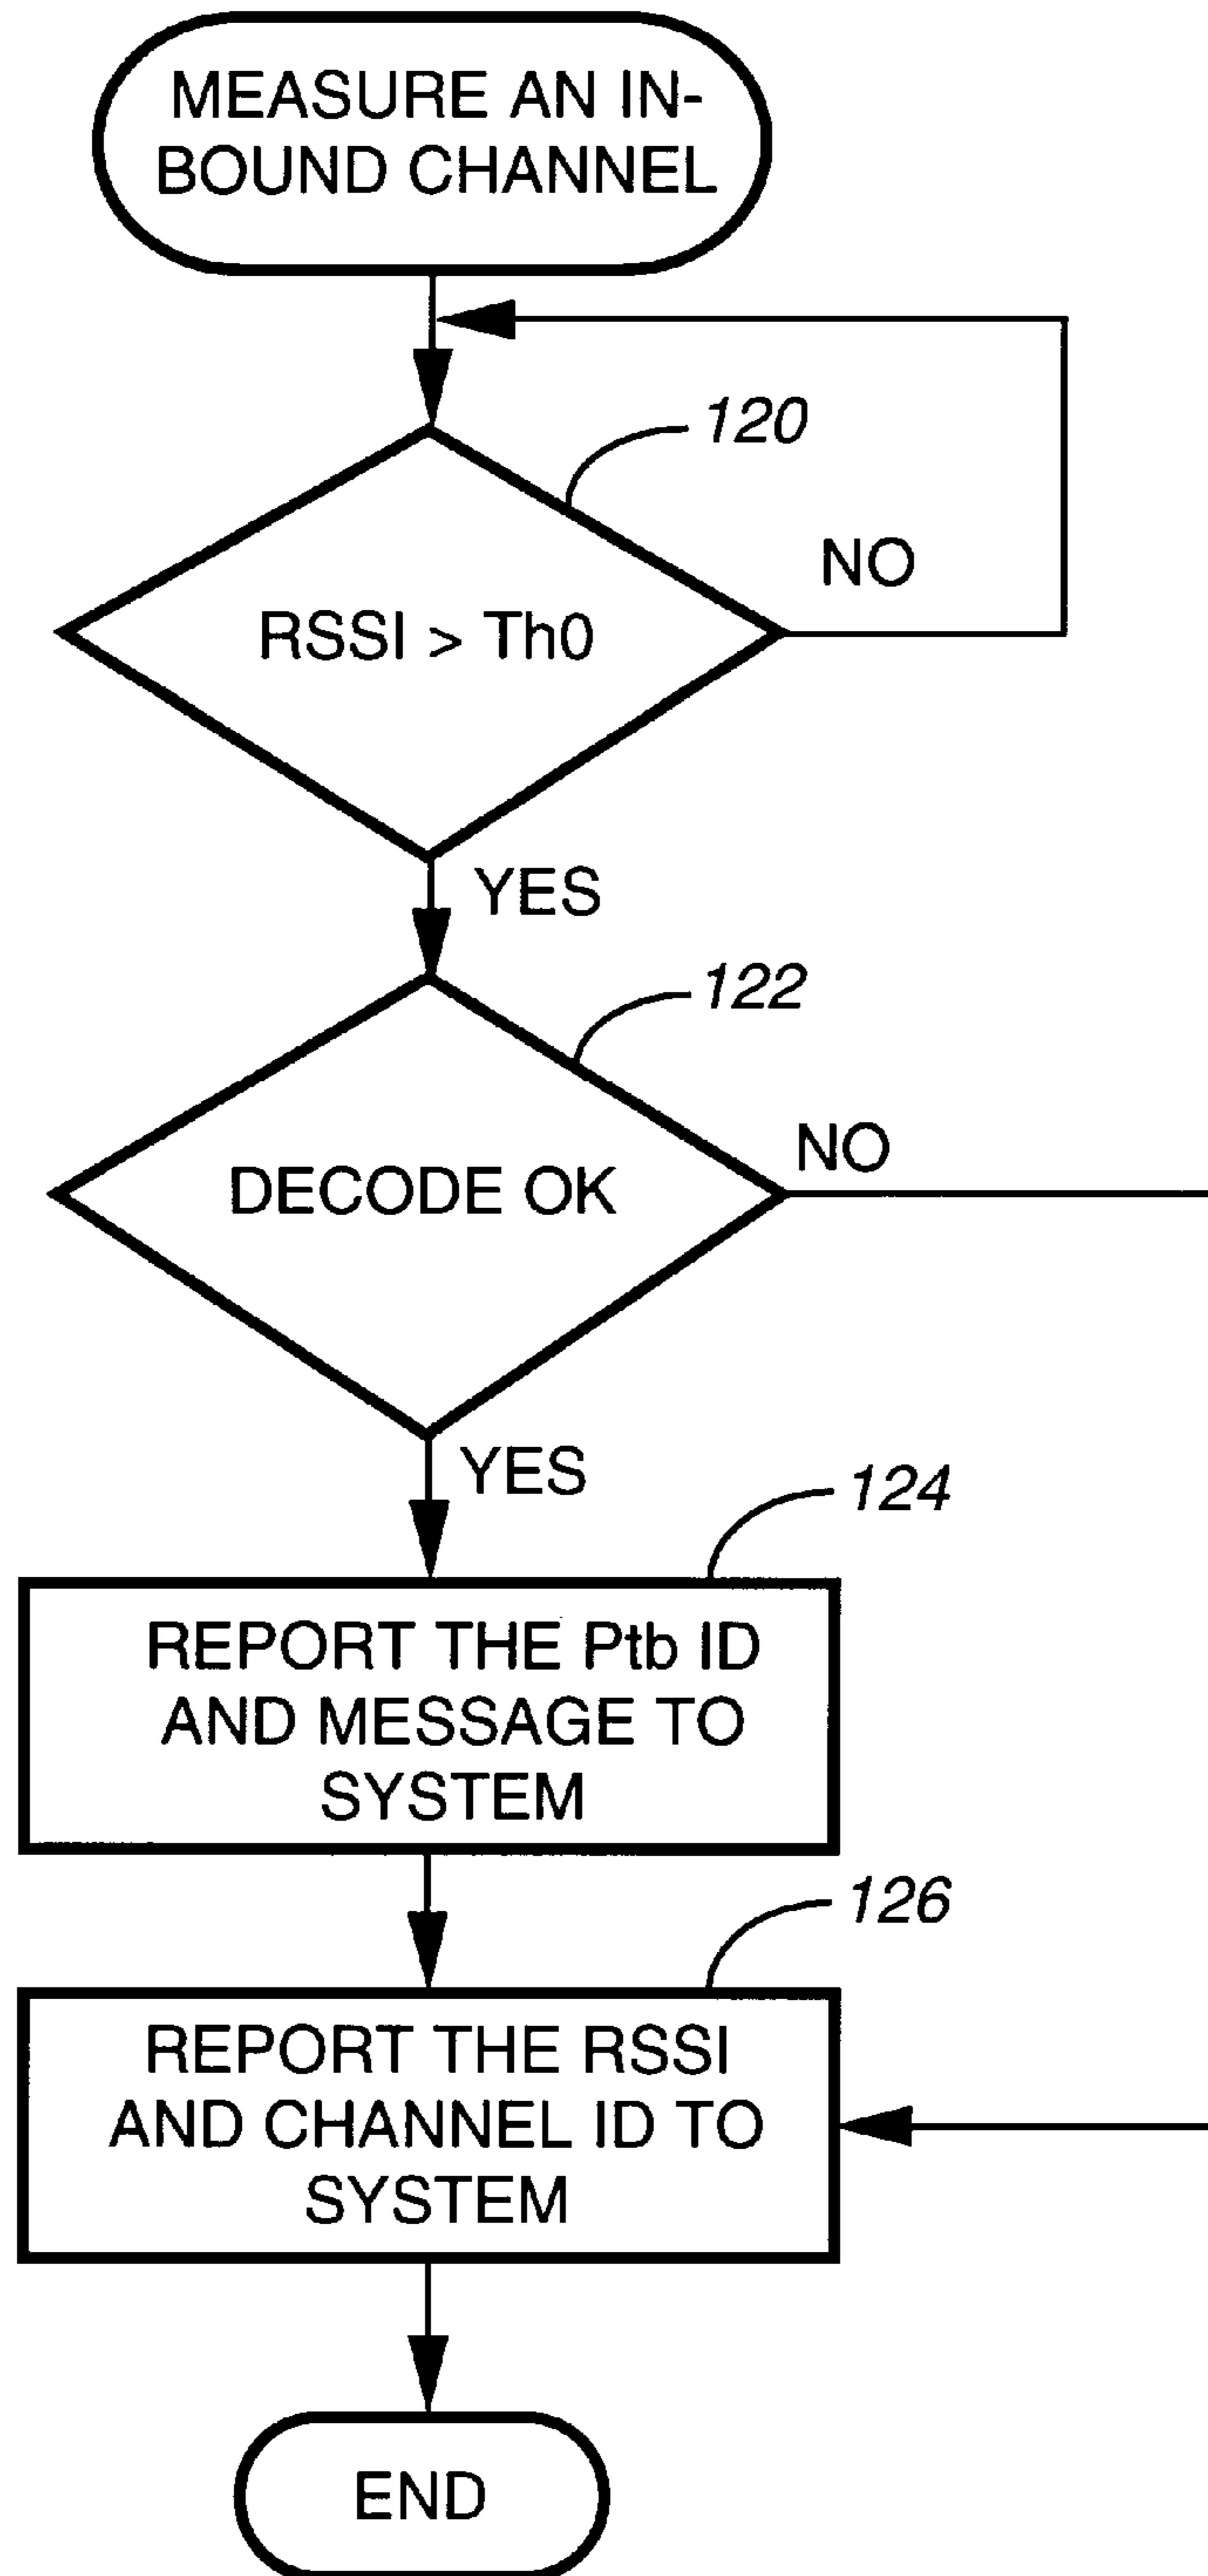 MEASURE AN IN-
BOUND CHANNEL
120
NO
RSSI > Th0
YES
122
NO
DECODE OK
YES
124
REPORT THE Ptb ID
AND MESSAGE TO
SYSTEM
126
REPORT THE RSSI
AND CHANNEL ID TO
SYSTEM
END